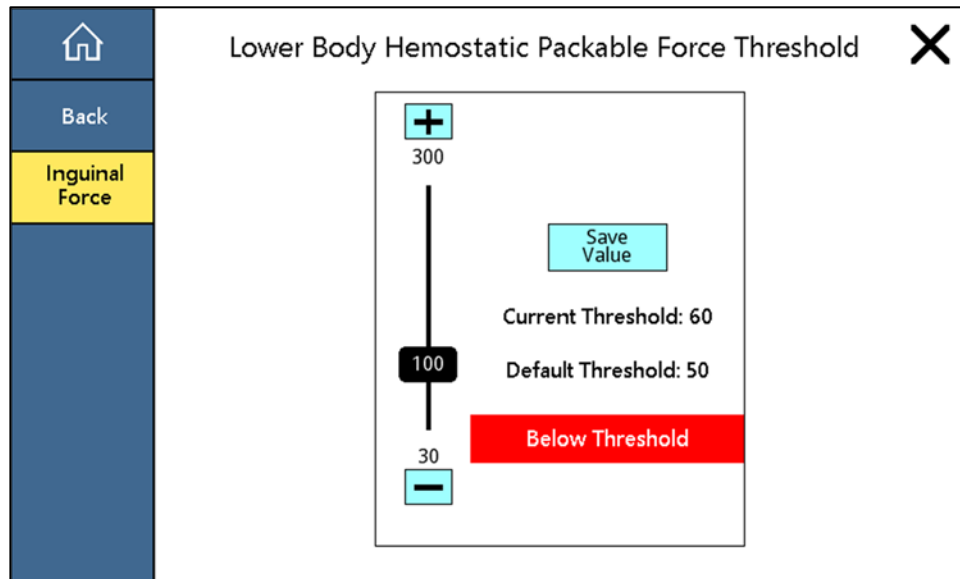 Lower Body Hemostatic Packable Force Threshold
Back
Inguinal
Force
300
Save
Value
Current Threshold: 60
100
Default Threshold: 50
Below Threshold
30